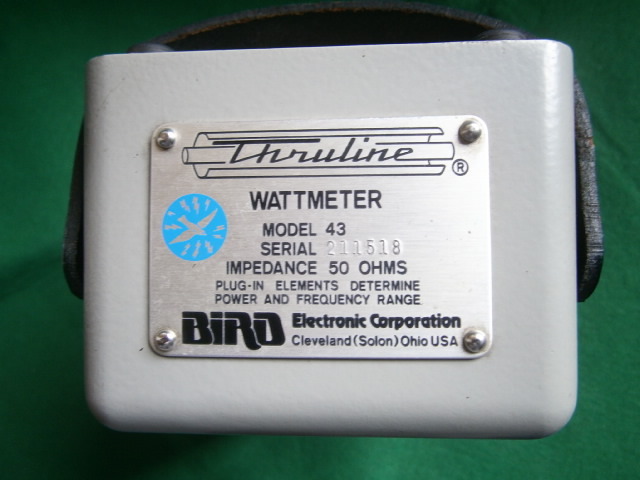 Thruline ®
WATTMETER
MODEL 43
SERIAL 211518
IMPEDANCE 50 OHMS
PLUG-IN ELEMENTS DETERMINE
POWER AND FREQUENCY RANGE
BIRD Electronic Corporation
Cleveland (Solon) Ohio USA